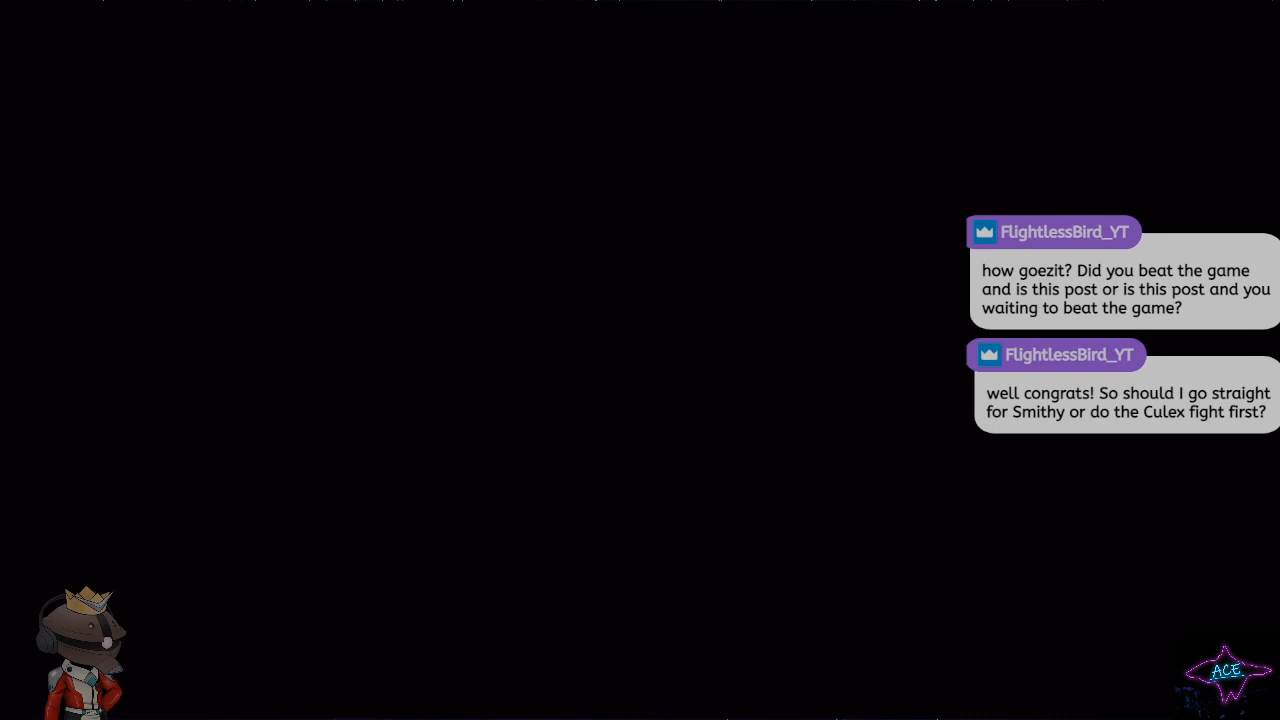 FlightlessBird_YT
how goezit? Did you beat the game
and is this post or is this post and you
waiting to beat the game?
FlightlessBird_YT
well congrats! So should I go straight
for Smithy or do the Culex fight first?
ACE